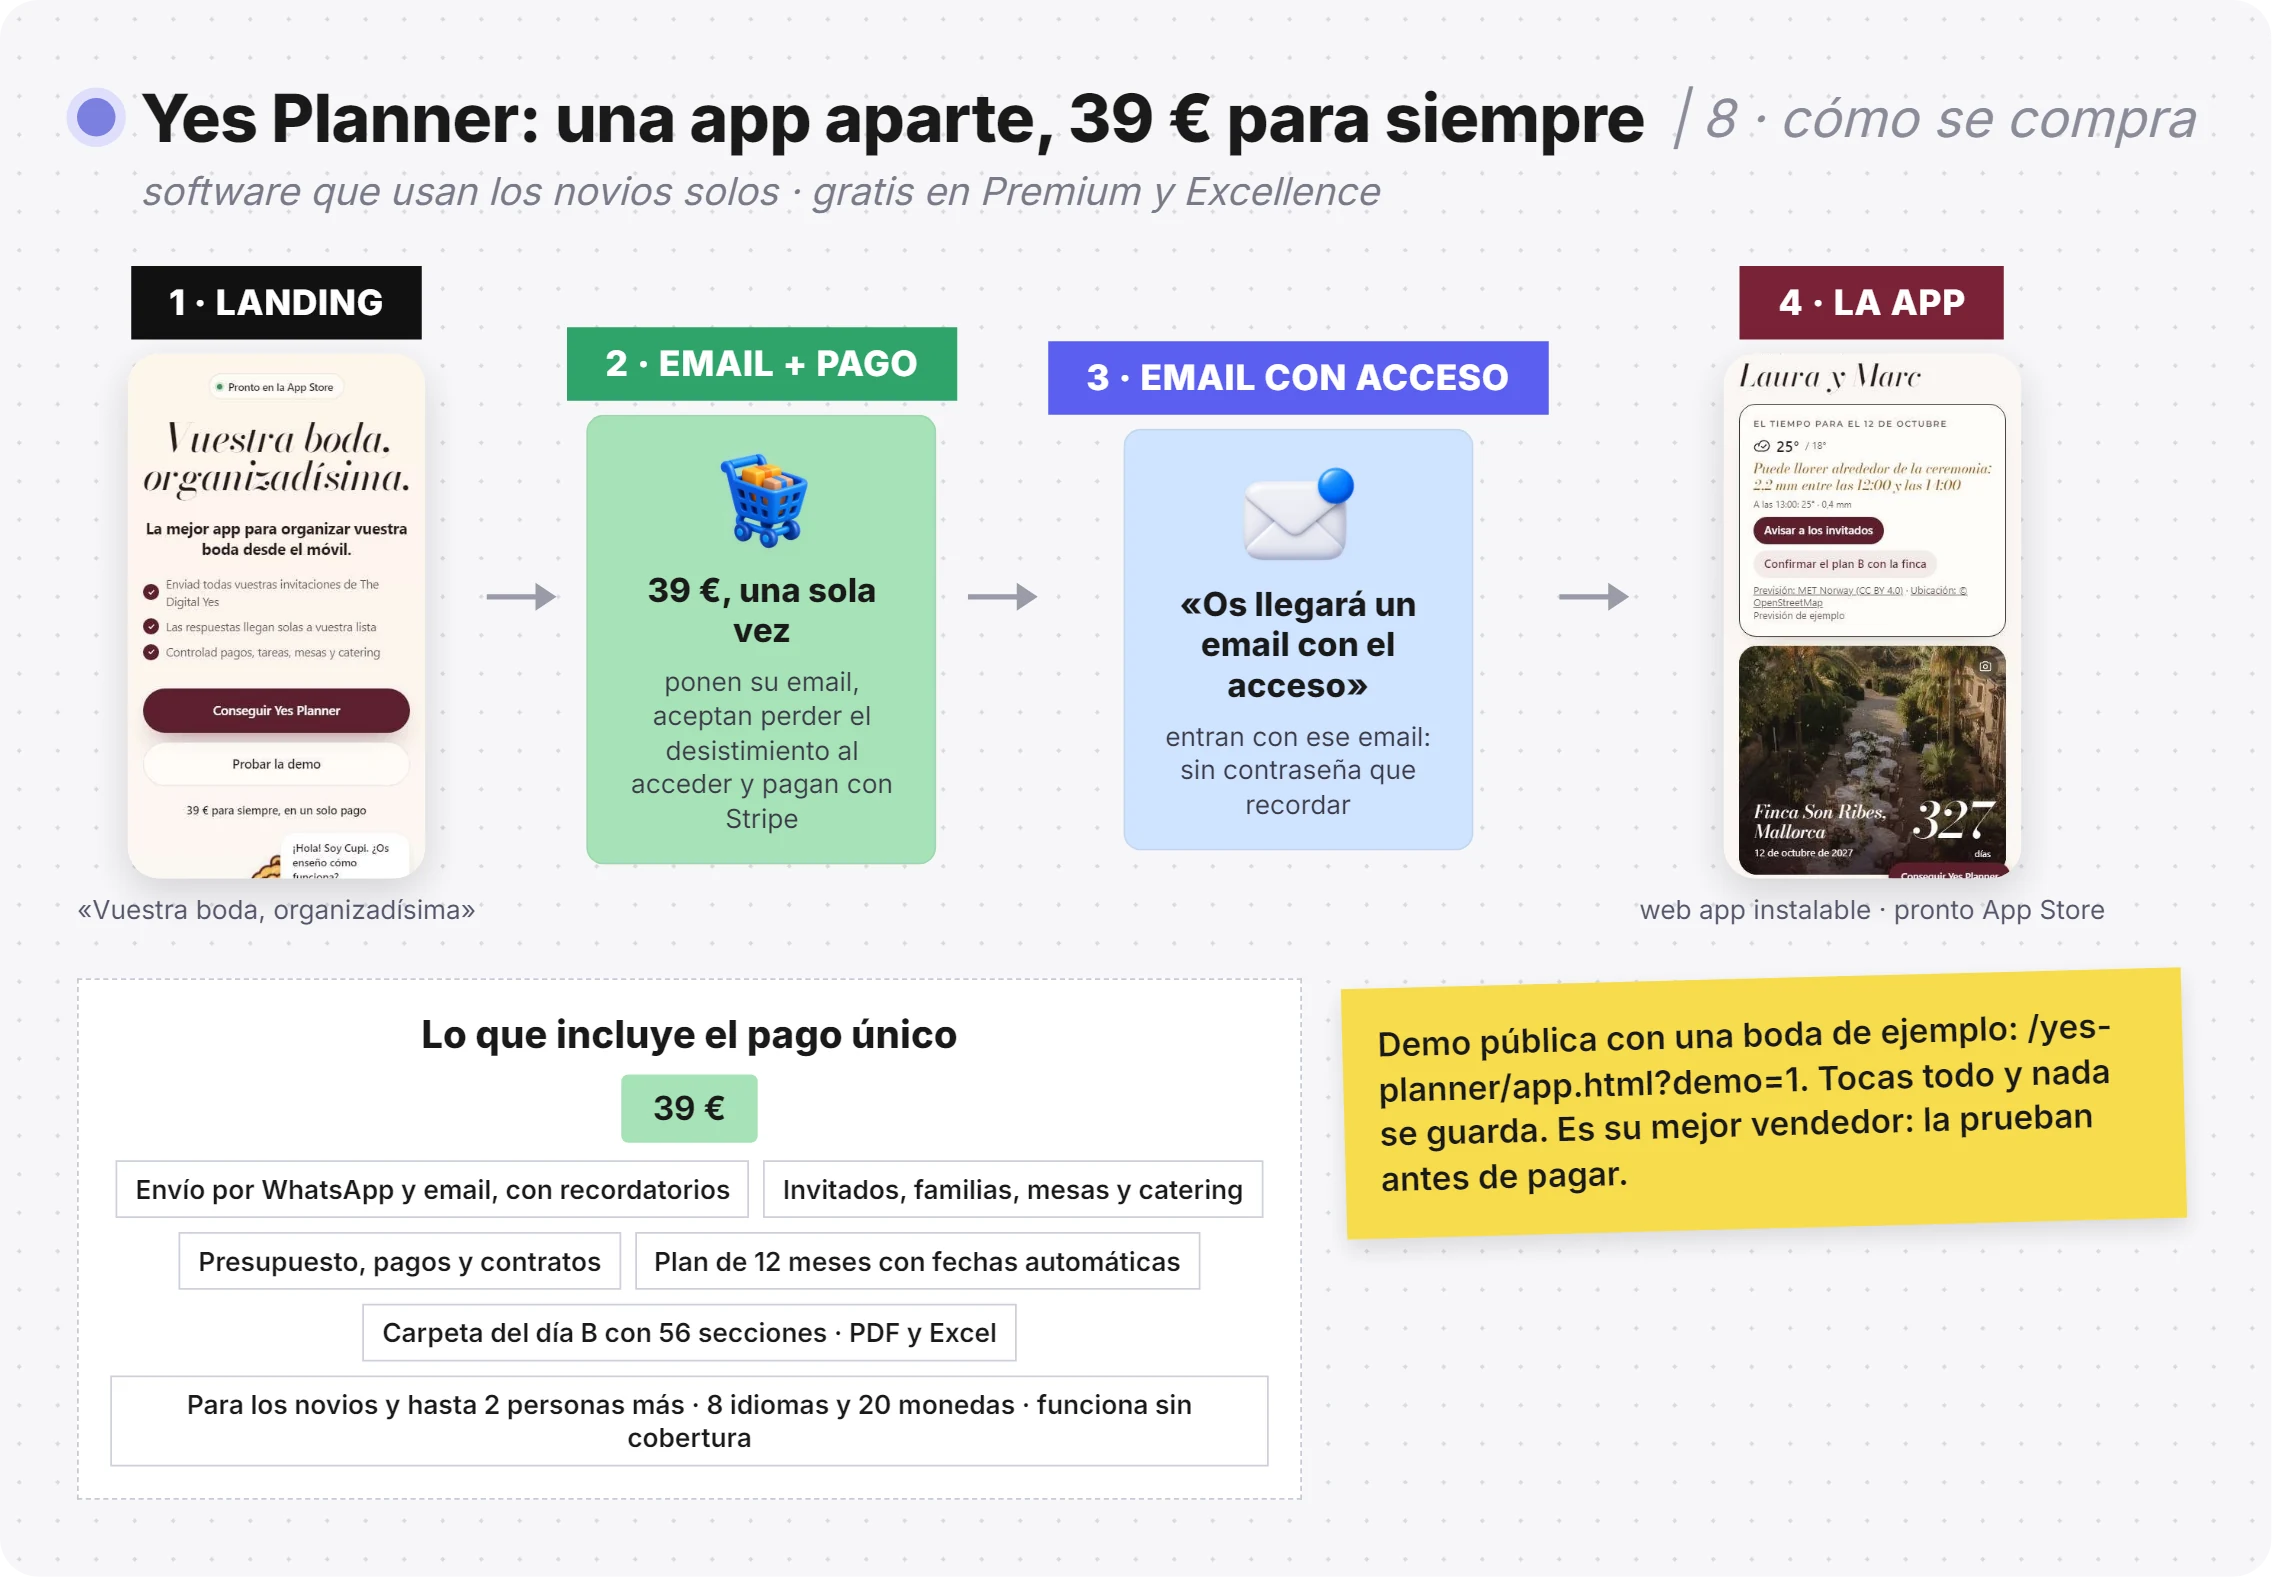 Yes Planner: una app aparte, 39 € para siempre | 8 · cómo se compra
software que usan los novios solos · gratis en Premium y Excellence
1 · LANDING
Pronto en la App Store
Vuestra boda,
organizadísima.
La mejor app para organizar vuestra
boda desde el móvil.
Enviad todas vuestras invitaciones de The
Digital Yes
Las respuestas llegan solas a vuestra lista
Controlad pagos, tareas, mesas y catering
Conseguir Yes Planner
Probar la demo
39 € para siempre, en un solo pago
¡Hola! Soy Cupi. ¿Os
enseño cómo
funciona?
«Vuestra boda, organizadísima»
2 · EMAIL + PAGO
39 €, una sola
vez
ponen su email,
aceptan perder el
desistimiento al
acceder y pagan con
Stripe
3 · EMAIL CON ACCESO
«Os llegará un
email con el
acceso»
entran con ese email:
sin contraseña que
recordar
4 · LA APP
Laura y Marc
EL TIEMPO PARA EL 12 DE OCTUBRE
25° / 18°
Puede llover alrededor de la ceremonia:
2,2 mm entre las 12:00 y las 14:00
A las 13:00: 25° · 0,4 mm
Avisar a los invitados
Confirmar el plan B con la finca
Previsión: MET Norway (CC BY 4.0) · Ubicación: ©
OpenStreetMap
Previsión de ejemplo
Finca Son Ribes,
Mallorca
12 de octubre de 2027
327
días
Conseguir Yes Planner
web app instalable · pronto App Store
Lo que incluye el pago único
39 €
Envío por WhatsApp y email, con recordatorios
Invitados, familias, mesas y catering
Presupuesto, pagos y contratos
Plan de 12 meses con fechas automáticas
Carpeta del día B con 56 secciones · PDF y Excel
Para los novios y hasta 2 personas más · 8 idiomas y 20 monedas · funciona sin
cobertura
Demo pública con una boda de ejemplo: /yes-
planner/app.html?demo=1. Tocas todo y nada
se guarda. Es su mejor vendedor: la prueban
antes de pagar.